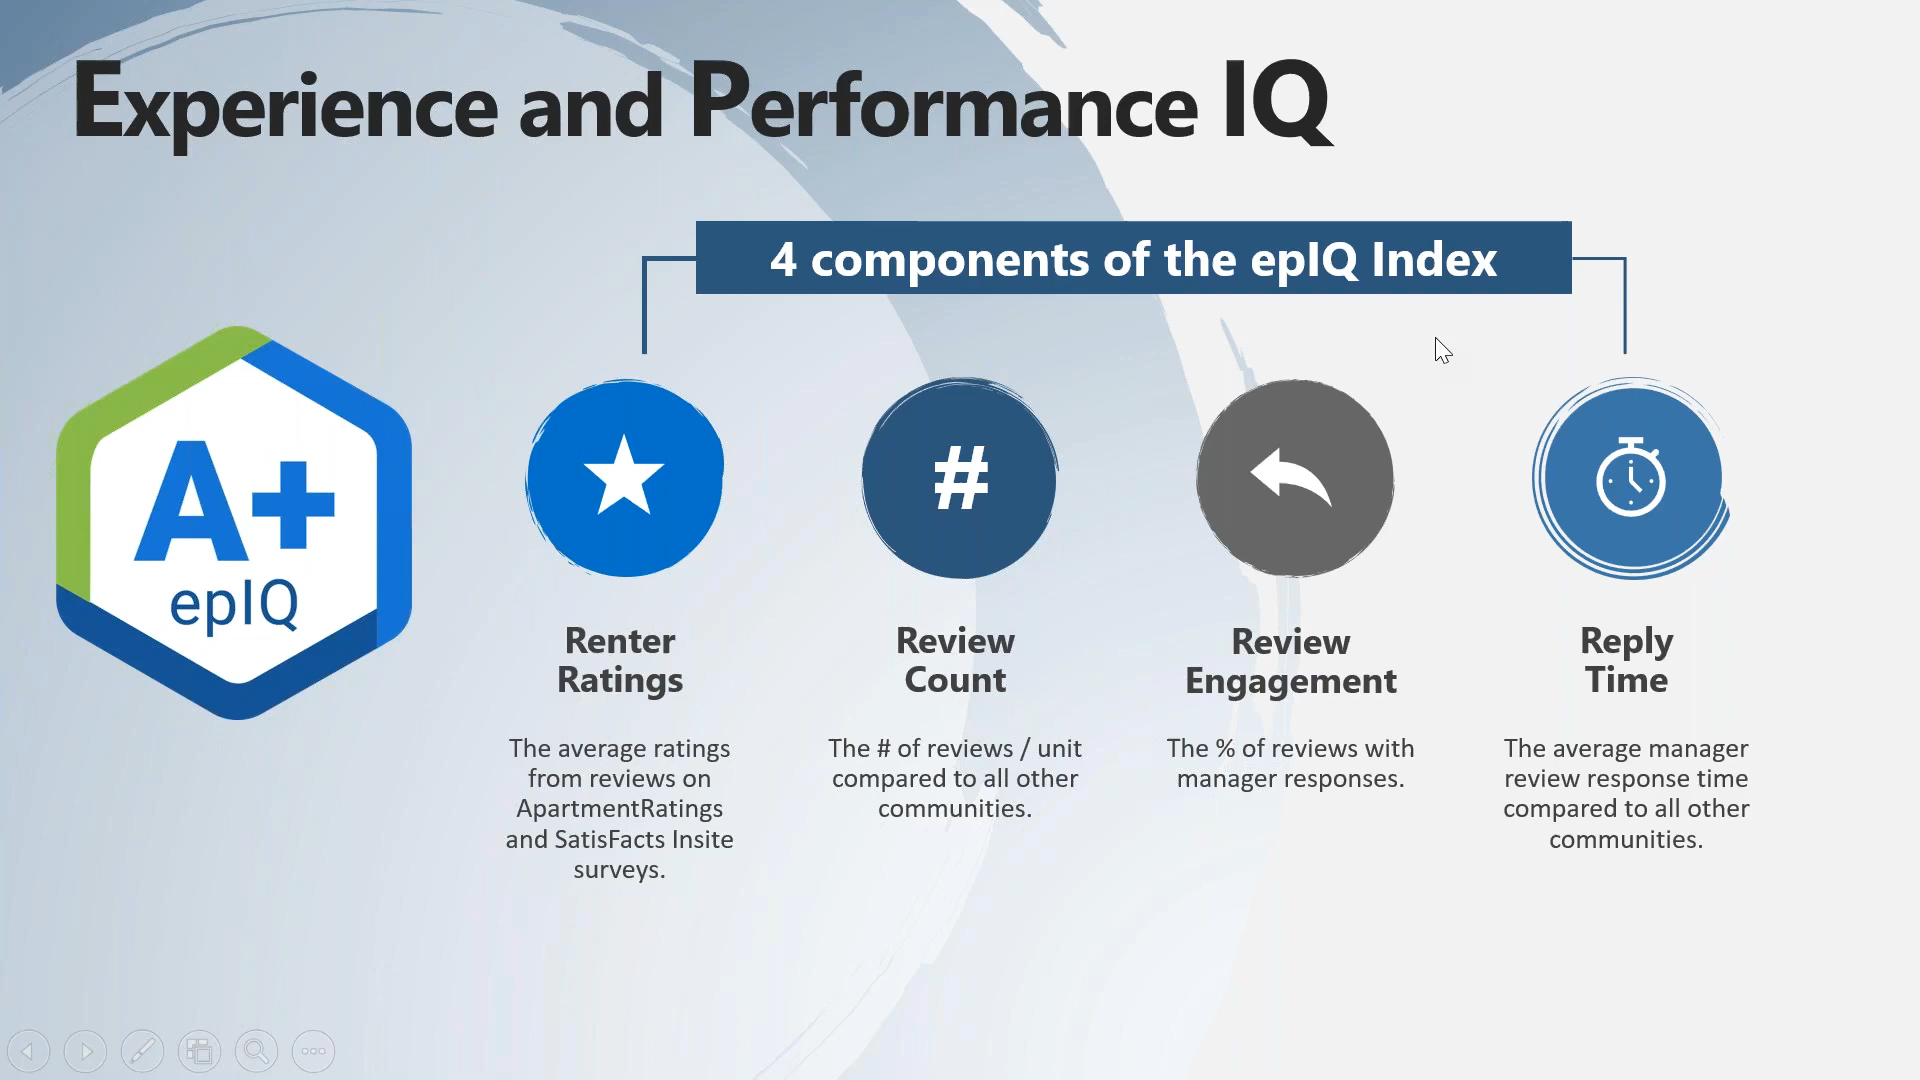 Experience and Performance IQ
4 components of the epIQ Index
A+
epIQ
#
Renter
Ratings
The average ratings
from reviews on
ApartmentRatings
and SatisFacts Insite
surveys.
Review
Count
The # of reviews / unit
compared to all other
communities.
Review
Engagement
The % of reviews with
manager responses.
Reply
Time
The average manager
review response time
compared to all other
communities.